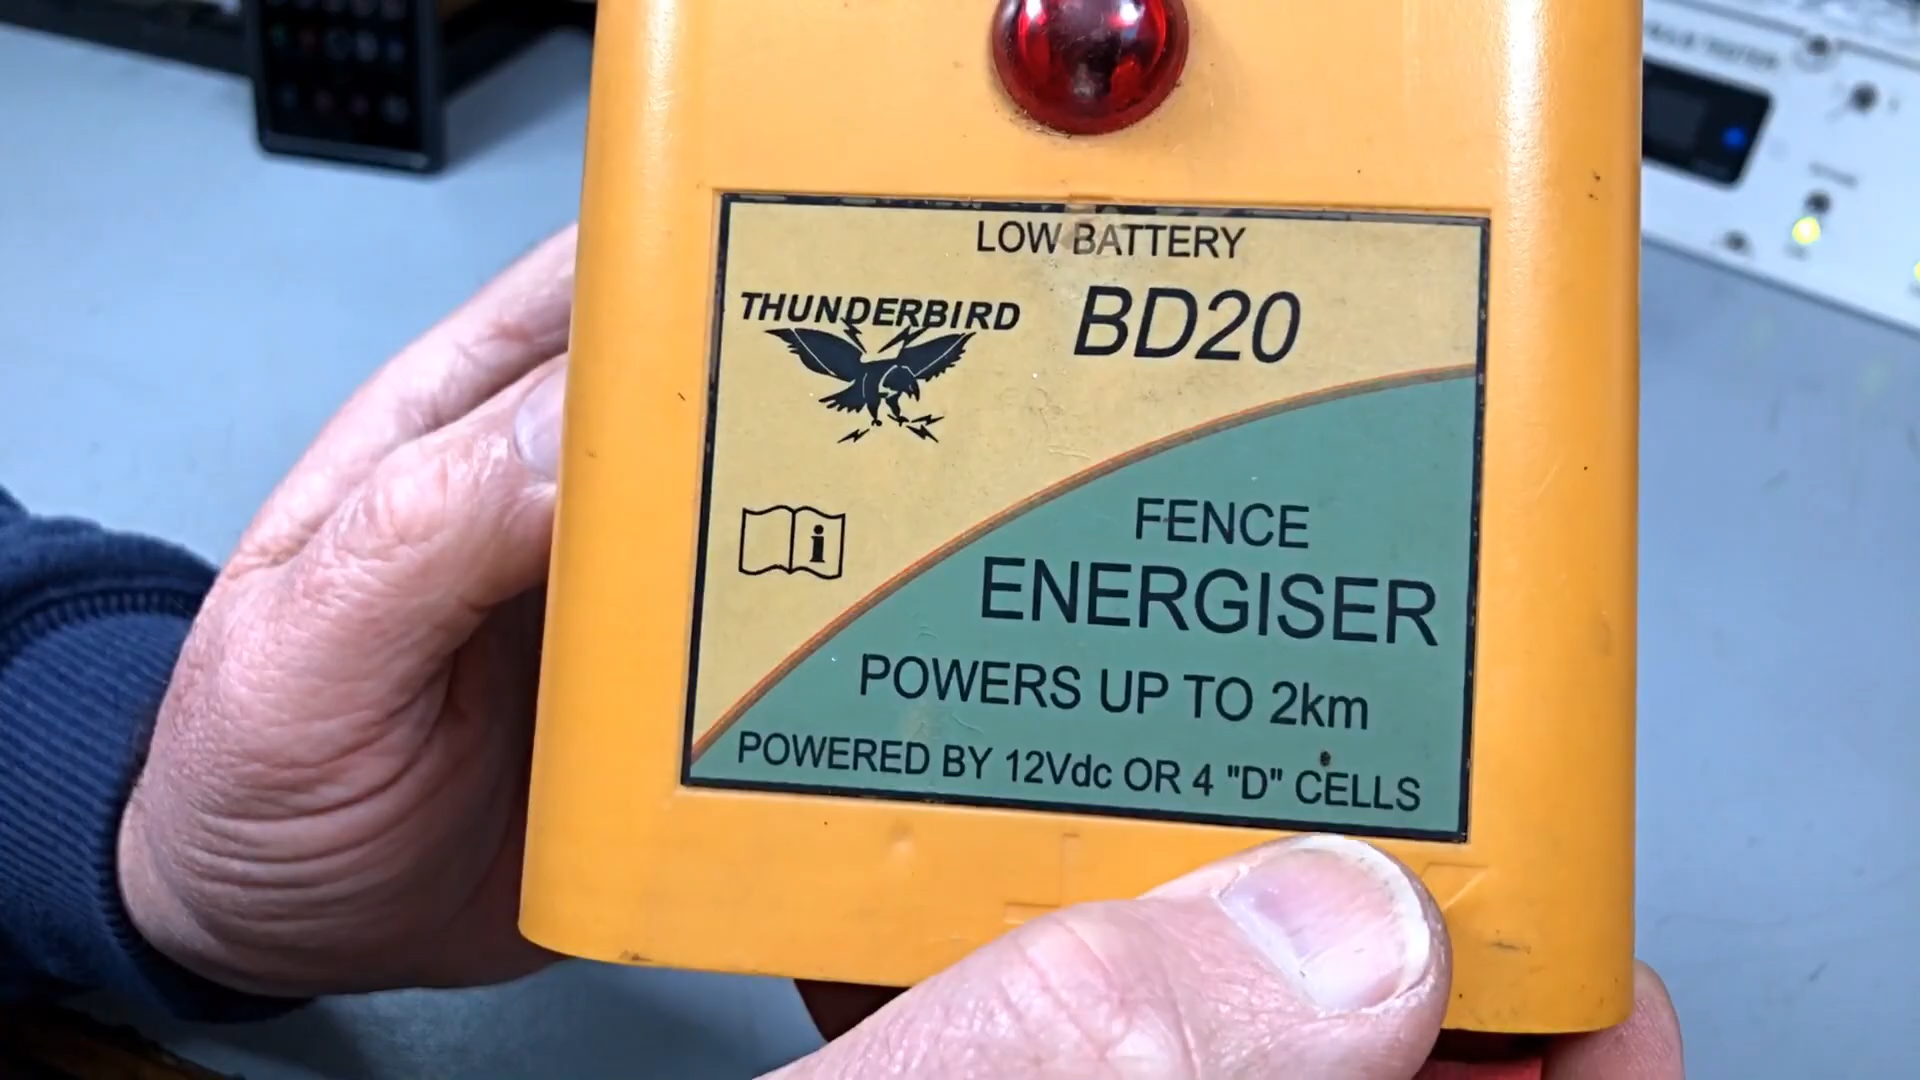 LOW BATTERY
THUNDERBIRD
BD20
i
FENCE
ENERGISER
POWERS UP TO 2km
POWERED BY 12Vdc OR 4 "D" CELLS